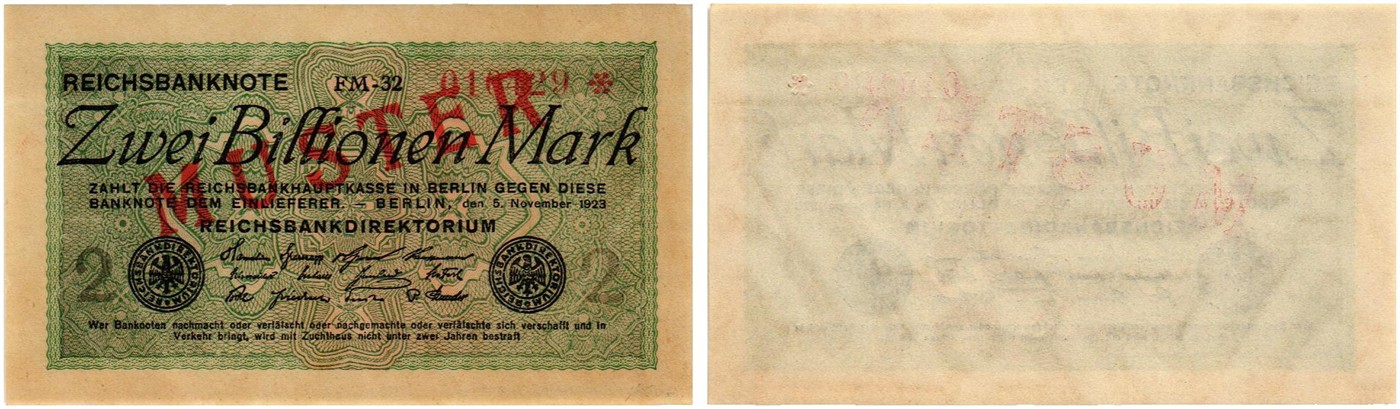 REICHSBANKNOTE FM-32
Zwei Billionen Mark
MUSTER
ZAHLT DIE REICHSBANKHAUPTKASSE IN BERLIN GEGEN DIESE
BANKNOTE DEM EINLIEFERER. – BERLIN, den 5. November 1923
REICHSBANKDIREKTORIUM
2 REICHSBANKDIREKTORIUM REICHSBANKDIREKTORIUM 2
Wer Banknoten nachmacht oder verfälscht oder nachgemachte oder verfälschte sich verschafft und in
Verkehr bringt, wird mit Zuchthaus nicht unter zwei Jahren bestraft